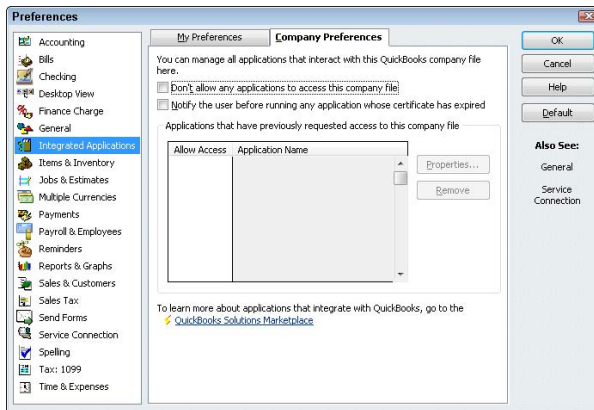 Preferences
Accounting
Bills
Checking
Desktop View
Finance Charge
General
Integrated Applications
Items & Inventory
Jobs & Estimates
Multiple Currencies
Payments
Payroll & Employees
Reminders
Reports & Graphs
Sales & Customers
Sales Tax
Send Forms
Service Connection
Spelling
Tax: 1099
Time & Expenses
My Preferences
Company Preferences
You can manage all applications that interact with this QuickBooks company file
here.
Don't allow any applications to access this company file
Notify the user before running any application whose certificate has expired
Applications that have previously requested access to this company file
Allow Access Application Name
Properties...
Remove
To learn more about applications that integrate with QuickBooks, go to the
QuickBooks Solutions Marketplace
OK
Cancel
Help
Default
Also See:
General
Service
Connection